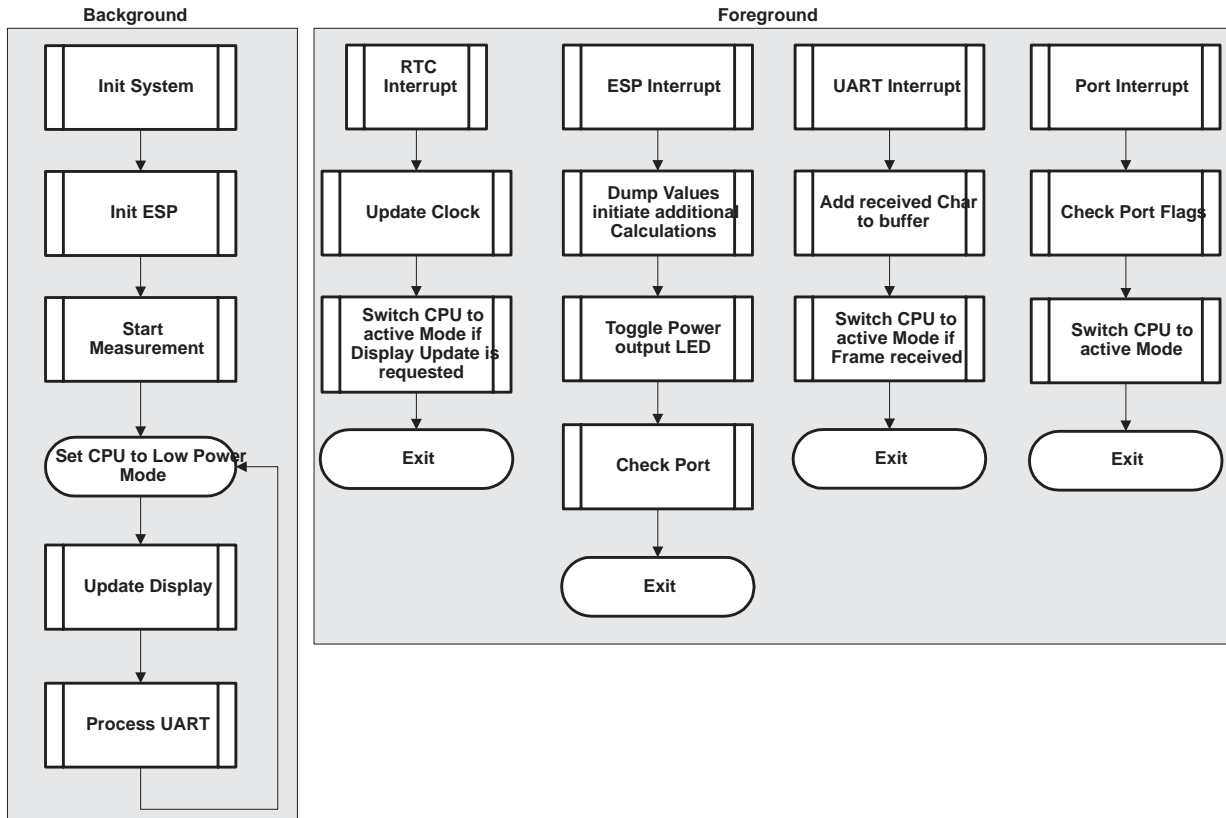 Background
Init System
Init ESP
Start
Measurement
Set CPU to Low Power
Mode
Update Display
Process UART
Foreground
RTC
Interrupt
Update Clock
Switch CPU to
active Mode if
Display Update is
requested
Exit
ESP Interrupt
Dump Values
initiate additional
Calculations
Toggle Power
output LED
Check Port
Exit
UART Interrupt
Add received Char
to buffer
Switch CPU to
active Mode if
Frame received
Exit
Port Interrupt
Check Port Flags
Switch CPU to
active Mode
Exit